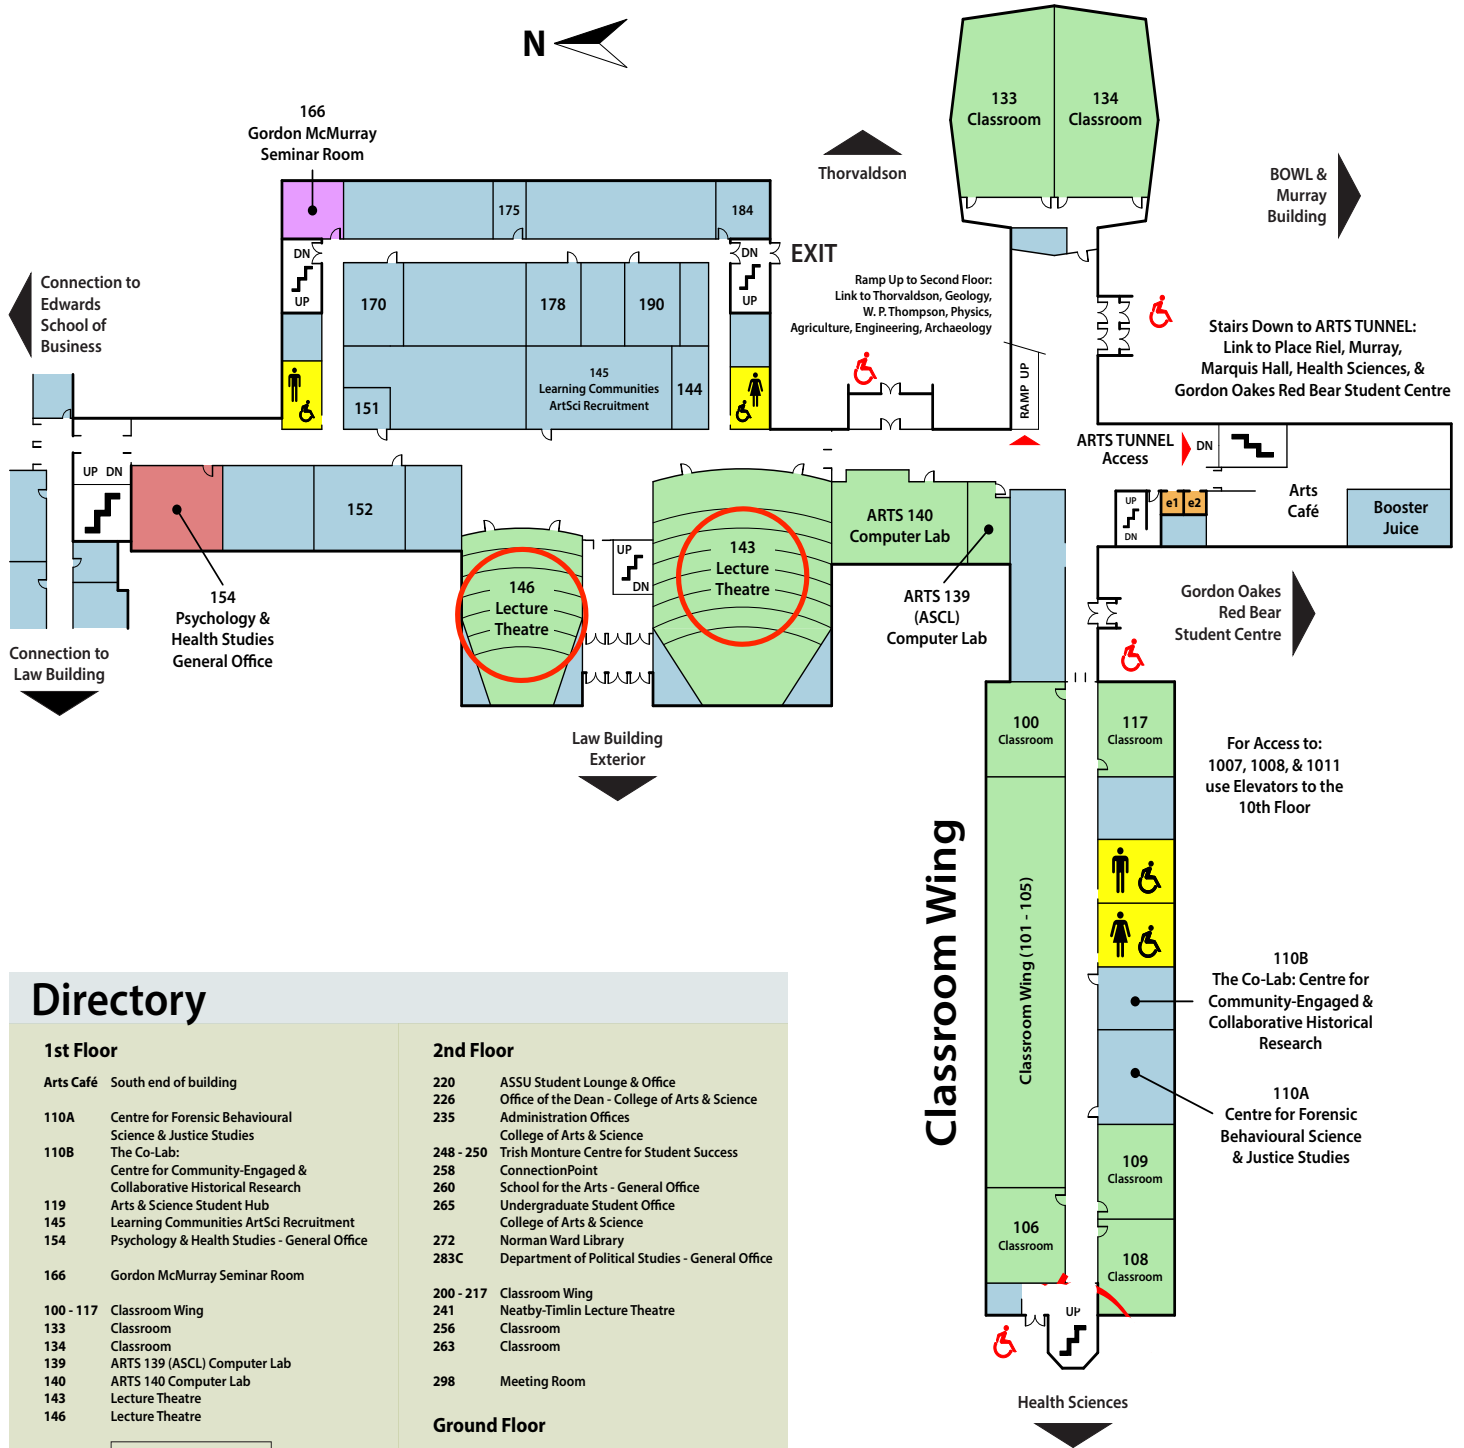 N
166
Gordon McMurray
Seminar Room
133
Classroom
134
Classroom
Thorvaldson
BOWL &
Murray
Building
175
184
DN
UP
DN
UP
EXIT
Connection to
Edwards
School of
Business
170
178
190
Ramp Up to Second Floor:
Link to Thorvaldson, Geology,
W. P. Thompson, Physics,
Agriculture, Engineering, Archaeology
Stairs Down to ARTS TUNNEL:
Link to Place Riel, Murray,
Marquis Hall, Health Sciences, &
Gordon Oakes Red Bear Student Centre
145
Learning Communities
ArtSci Recruitment
144
151
RAMP UP
ARTS TUNNEL
Access
DN
UP DN
152
Arts
Café
e1 e2
UP
DN
Booster
Juice
ARTS 140
Computer Lab
143
Lecture
Theatre
UP
DN
146
Lecture
Theatre
154
Psychology &
Health Studies
General Office
ARTS 139
(ASCL)
Computer Lab
Gordon Oakes
Red Bear
Student Centre
Connection to
Law Building
Law Building
Exterior
100
Classroom
117
Classroom
For Access to:
1007, 1008, & 1011
use Elevators to the
10th Floor
Classroom Wing
Classroom Wing (101 - 105)
110B
The Co-Lab: Centre for
Community-Engaged &
Collaborative Historical
Research
110A
Centre for Forensic
Behavioural Science
& Justice Studies
109
Classroom
106
Classroom
108
Classroom
UP
Health Sciences
Directory
1st Floor
Arts Café South end of building
110A Centre for Forensic Behavioural
Science & Justice Studies
110B The Co-Lab:
Centre for Community-Engaged &
Collaborative Historical Research
119 Arts & Science Student Hub
145 Learning Communities ArtSci Recruitment
154 Psychology & Health Studies - General Office
166 Gordon McMurray Seminar Room
100 - 117 Classroom Wing
133 Classroom
134 Classroom
139 ARTS 139 (ASCL) Computer Lab
140 ARTS 140 Computer Lab
143 Lecture Theatre
146 Lecture Theatre
2nd Floor
220 ASSU Student Lounge & Office
226 Office of the Dean - College of Arts & Science
235 Administration Offices
College of Arts & Science
248 - 250 Trish Monture Centre for Student Success
258 ConnectionPoint
260 School for the Arts - General Office
265 Undergraduate Student Office
College of Arts & Science
272 Norman Ward Library
283C Department of Political Studies - General Office
200 - 217 Classroom Wing
241 Neatby-Timlin Lecture Theatre
256 Classroom
263 Classroom
298 Meeting Room
Ground Floor